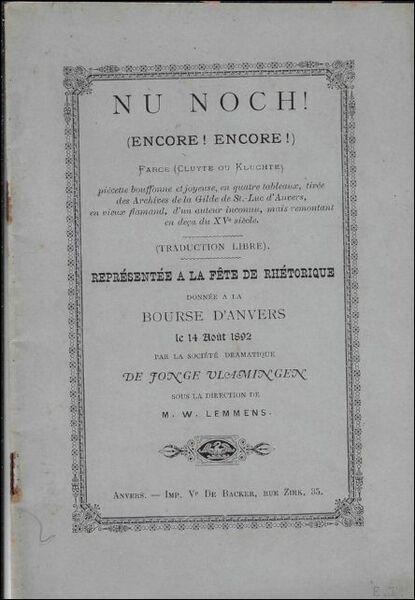 NU NOCH!
(ENCORE! ENCORE!)
FARCE (CLUYTE OU KLUCHTE)
piécette bouffonne et joyeuse, en quatre tableaux, tirée
des Archives de la Gilde de St.-Luc d'Anvers,
en vieux flamand, d'un auteur inconnu, mais remontant
en deça du XVe siècle.
(TRADUCTION LIBRE).
REPRÉSENTÉE A LA FÊTE DE RHÉTORIQUE
DONNÉE A LA
BOURSE D'ANVERS
le 14 Août 1892
PAR LA SOCIÉTÉ DRAMATIQUE
DE JONGE VLAMINGEN
SOUS LA DIRECTION DE
M. W. LEMMENS.
ANVERS. — IMP. Ve DE BACKER, RUE ZIRK, 35.